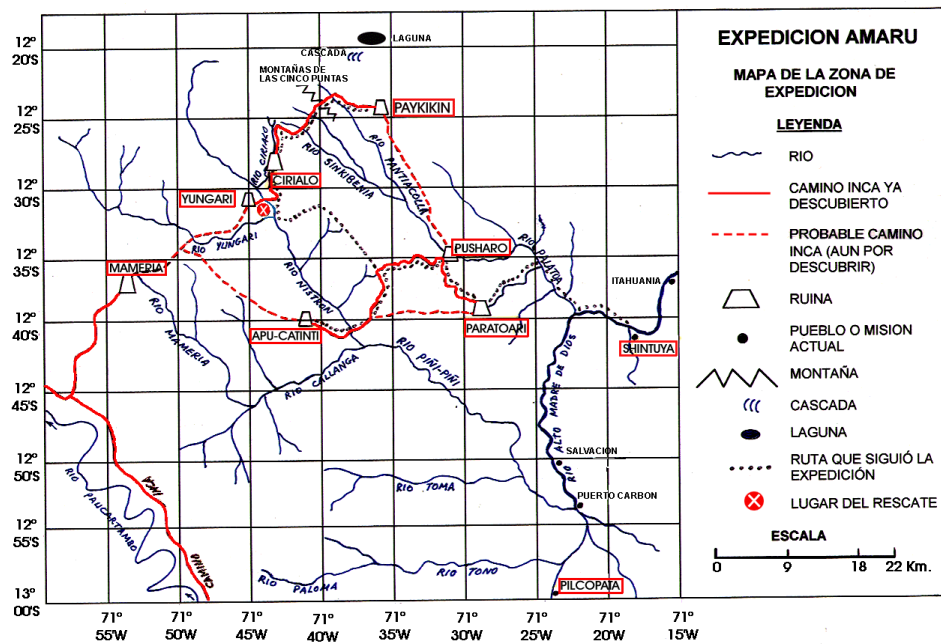 12°
20'S
12°
25'S
12°
30'S
12°
35'S
12°
40'S
12°
45'S
12°
50'S
12°
55'S
13°
00'S
LAGUNA
CASCADA
MONTAÑAS DE
LAS CINCO PUNTAS
PAYKIKIN
RIO CIRIALO
RIO SINKIBENIA
RIO PANTIACOLLA
CIRIALO
YUNGARI
RIO YUNGARI
PUSHARO
RIO PALOTOA
MAMERIA
RIO NISTRON
ITAHUANIA
RIO MAMERIA
APU-CATINTI
PARATOARI
SHINTUYA
RIO CALLANGA
RIO PIÑI-PIÑI
RIO ALTO MADRE DE DIOS
SALVACION
RIO TOMA
PUERTO CARBON
RIO PAUCARTAMBO
CAMINO INCA
RIO PALOMA
RIO TONO
PILCOPATA
71°
55'W
71°
50'W
71°
45'W
71°
40'W
71°
35'W
71°
31'W
71°
29'W
71°
20'W
71°
15'W
EXPEDICION AMARU
MAPA DE LA ZONA DE
EXPEDICION
LEYENDA
RIO
CAMINO INCA YA
DESCUBIERTO
PROBABLE CAMINO
INCA (AUN POR
DESCUBRIR)
RUINA
PUEBLO O MISION
ACTUAL
MONTAÑA
CASCADA
LAGUNA
RUTA QUE SIGUIÓ LA
EXPEDICIÓN
LUGAR DEL RESCATE
ESCALA
0 9 18 22 Km.